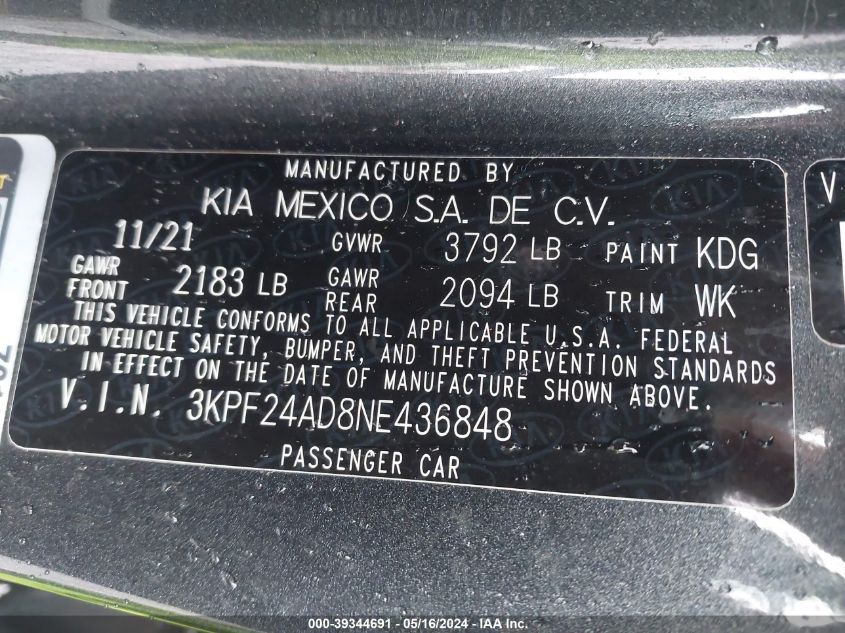 MANUFACTURED BY
KIA MEXICO S.A. DE C.V.
11/21 GVWR 3792 LB PAINT KDG
GAWR FRONT 2183 LB GAWR REAR 2094 LB TRIM WK
THIS VEHICLE CONFORMS TO ALL APPLICABLE U.S.A. FEDERAL
MOTOR VEHICLE SAFETY, BUMPER, AND THEFT PREVENTION STANDARDS
IN EFFECT ON THE DATE OF MANUFACTURE SHOWN ABOVE.
V.I.N. 3KPF24AD8NE436848
PASSENGER CAR
V
000-39344691 - 05/16/2024 - IAA Inc.